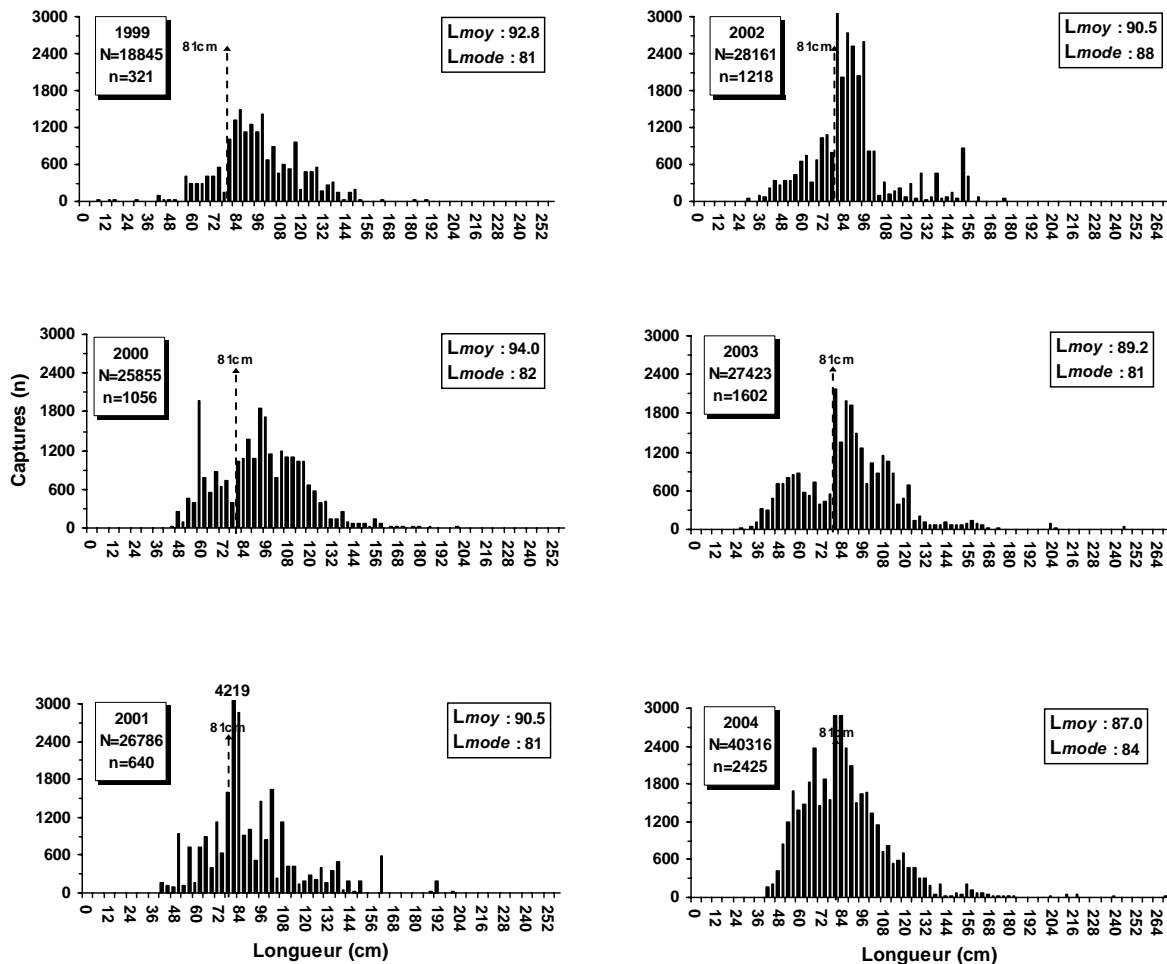 3000
2400
1800
1200
600
0
1999
N=18845
n=321
81cm
Lmoy : 92.8
Lmode : 81
0 12 24 36 48 60 72 84 96 108 120 132 144 156 168 180 192 204 216 228 240 252
3000
2400
1800
1200
600
0
2002
N=28161
n=1218
81cm
Lmoy : 90.5
Lmode : 88
0 12 24 36 48 60 72 84 96 108 120 132 144 156 168 180 192 204 216 228 240 252 264
Captures (n)
3000
2400
1800
1200
600
0
2000
N=25855
n=1056
81cm
Lmoy : 94.0
Lmode : 82
0 12 24 36 48 60 72 84 96 108 120 132 144 156 168 180 192 204 216 228 240 252
3000
2400
1800
1200
600
0
2003
N=27423
n=1602
81cm
Lmoy : 89.2
Lmode : 81
0 12 24 36 48 60 72 84 96 108 120 132 144 156 168 180 192 204 216 228 240 252 264
3000
2400
1800
1200
600
0
2001
N=26786
n=640
4219
81cm
Lmoy : 90.5
Lmode : 81
0 12 24 36 48 60 72 84 96 108 120 132 144 156 168 180 192 204 216 228 240 252
Longueur (cm)
3000
2400
1800
1200
600
0
2004
N=40316
n=2425
81cm
Lmoy : 87.0
Lmode : 84
0 12 24 36 48 60 72 84 96 108 120 132 144 156 168 180 192 204 216 228 240 252 264
Longueur (cm)